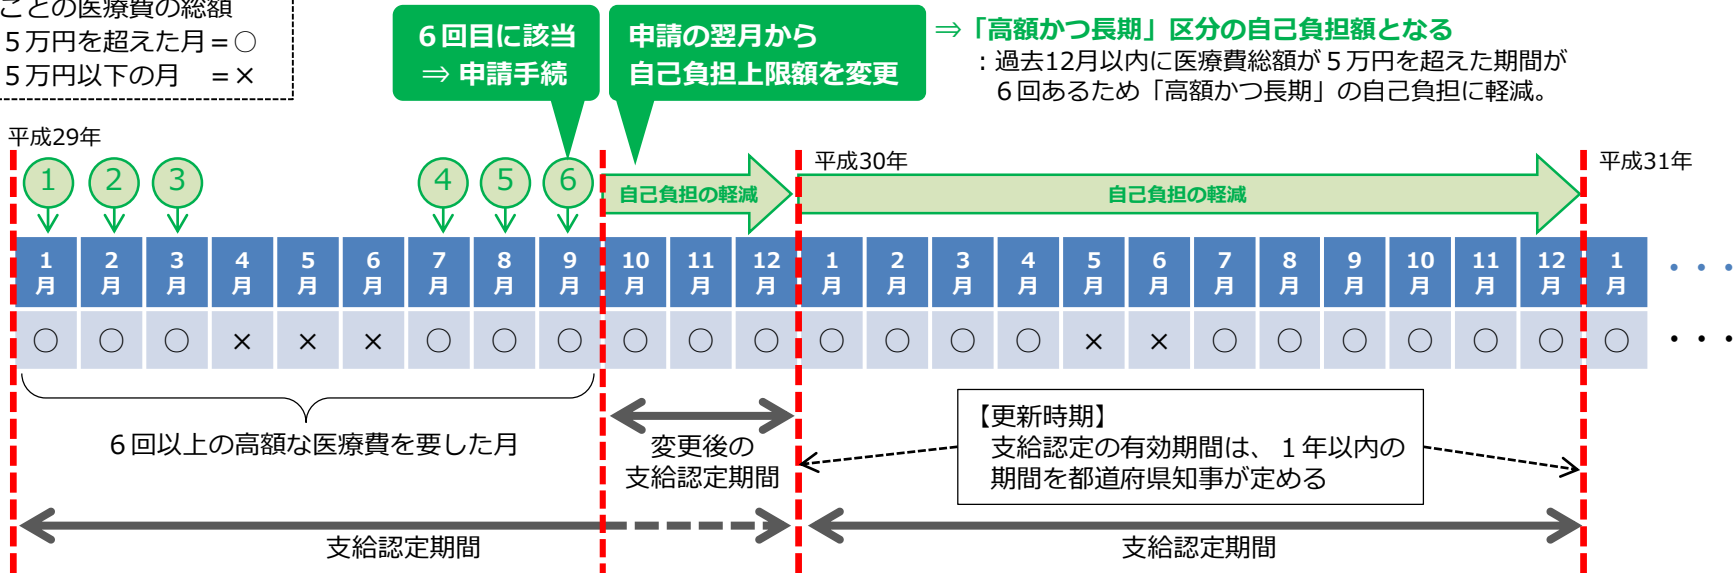 ごとの医療費の総額
５万円を超えた月＝○
５万円以下の月　＝×
６回目に該当
⇒ 申請手続
申請の翌月から
自己負担上限額を変更
⇒「高額かつ長期」区分の自己負担額となる
：過去12月以内に医療費総額が５万円を超えた期間が
６回あるため「高額かつ長期」の自己負担に軽減。
平成29年
平成30年
平成31年
1 2 3 4 5 6
自己負担の軽減 自己負担の軽減
1月 2月 3月 4月 5月 6月 7月 8月 9月 10月 11月 12月 1月 2月 3月 4月 5月 6月 7月 8月 9月 10月 11月 12月 1月 ・・・
○ ○ ○ × × × ○ ○ ○ ○ ○ ○ ○ ○ ○ ○ × × ○ ○ ○ ○ ○ ○ ○ ・・・
６回以上の高額な医療費を要した月
変更後の
支給認定期間
【更新時期】
支給認定の有効期間は、１年以内の
期間を都道府県知事が定める
支給認定期間
支給認定期間